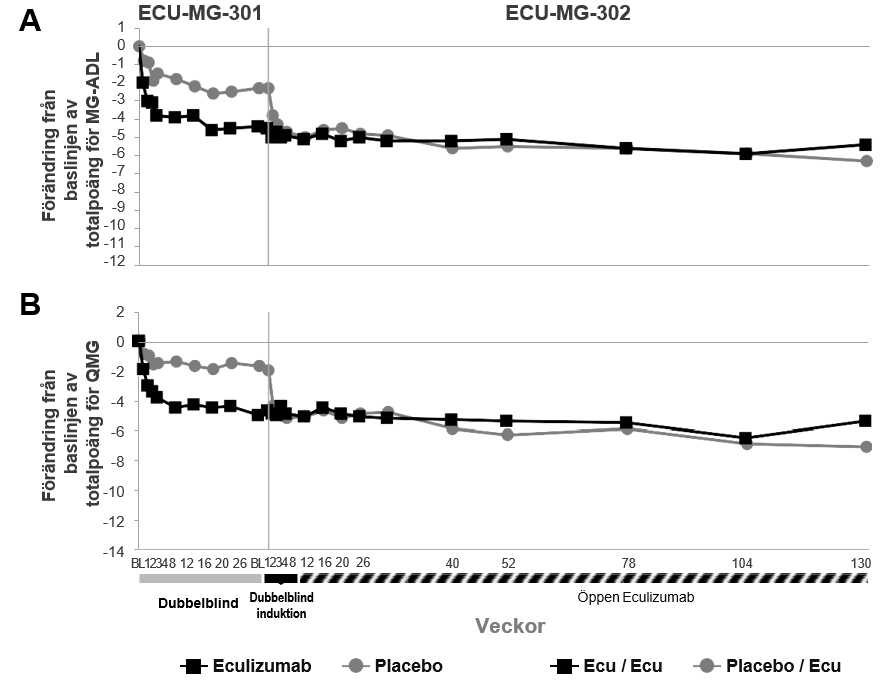 A
ECU-MG-301
ECU-MG-302
Förändring från
baslinjen av
totalpoäng för MG-ADL
1
0
-1
-2
-3
-4
-5
-6
-7
-8
-9
-10
-11
-12
B
Förändring från
baslinjen av
totalpoäng för QMG
2
0
-2
-4
-6
-8
-10
-12
-14
BL 1 2 3 4 8 12 16 20 26 BL 1 2 3 4 8 12 16 20 26 40 52 78 104 130
Dubbelblind
Dubbelblind
induktion
Öppen Eculizumab
Veckor
Eculizumab Placebo Ecu / Ecu Placebo / Ecu